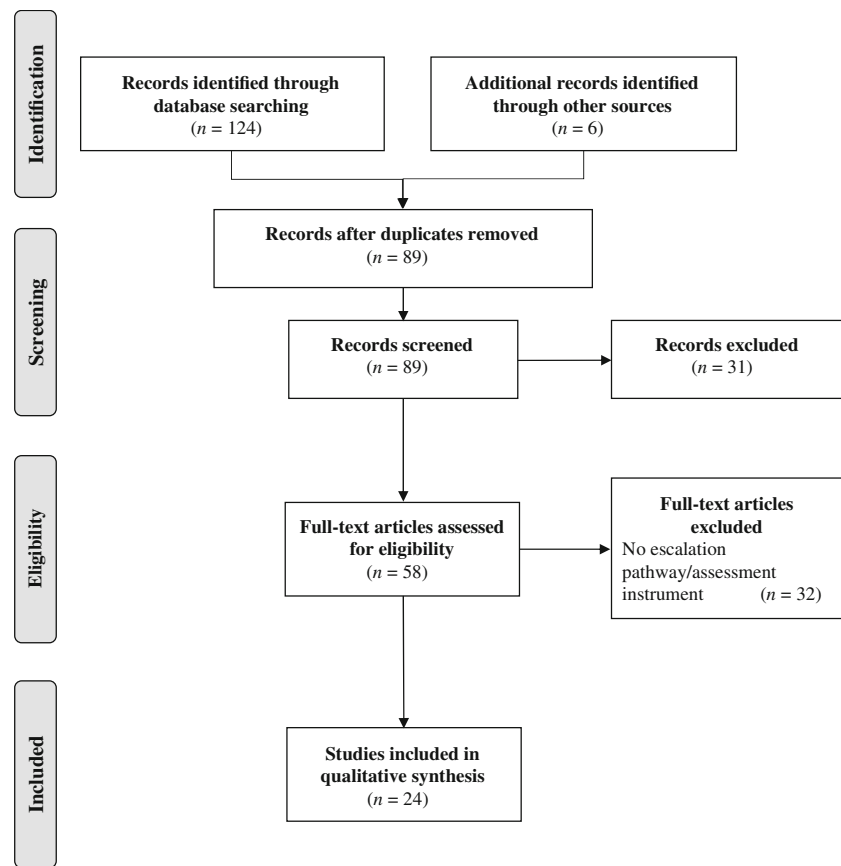 Identification
Records identified through
database searching
(n = 124)
Additional records identified
through other sources
(n = 6)
Records after duplicates removed
(n = 89)
Screening
Records screened
(n = 89)
Records excluded
(n = 31)
Eligibility
Full-text articles assessed
for eligibility
(n = 58)
Full-text articles
excluded
No escalation
pathway/assessment
instrument (n = 32)
Included
Studies included in
qualitative synthesis
(n = 24)